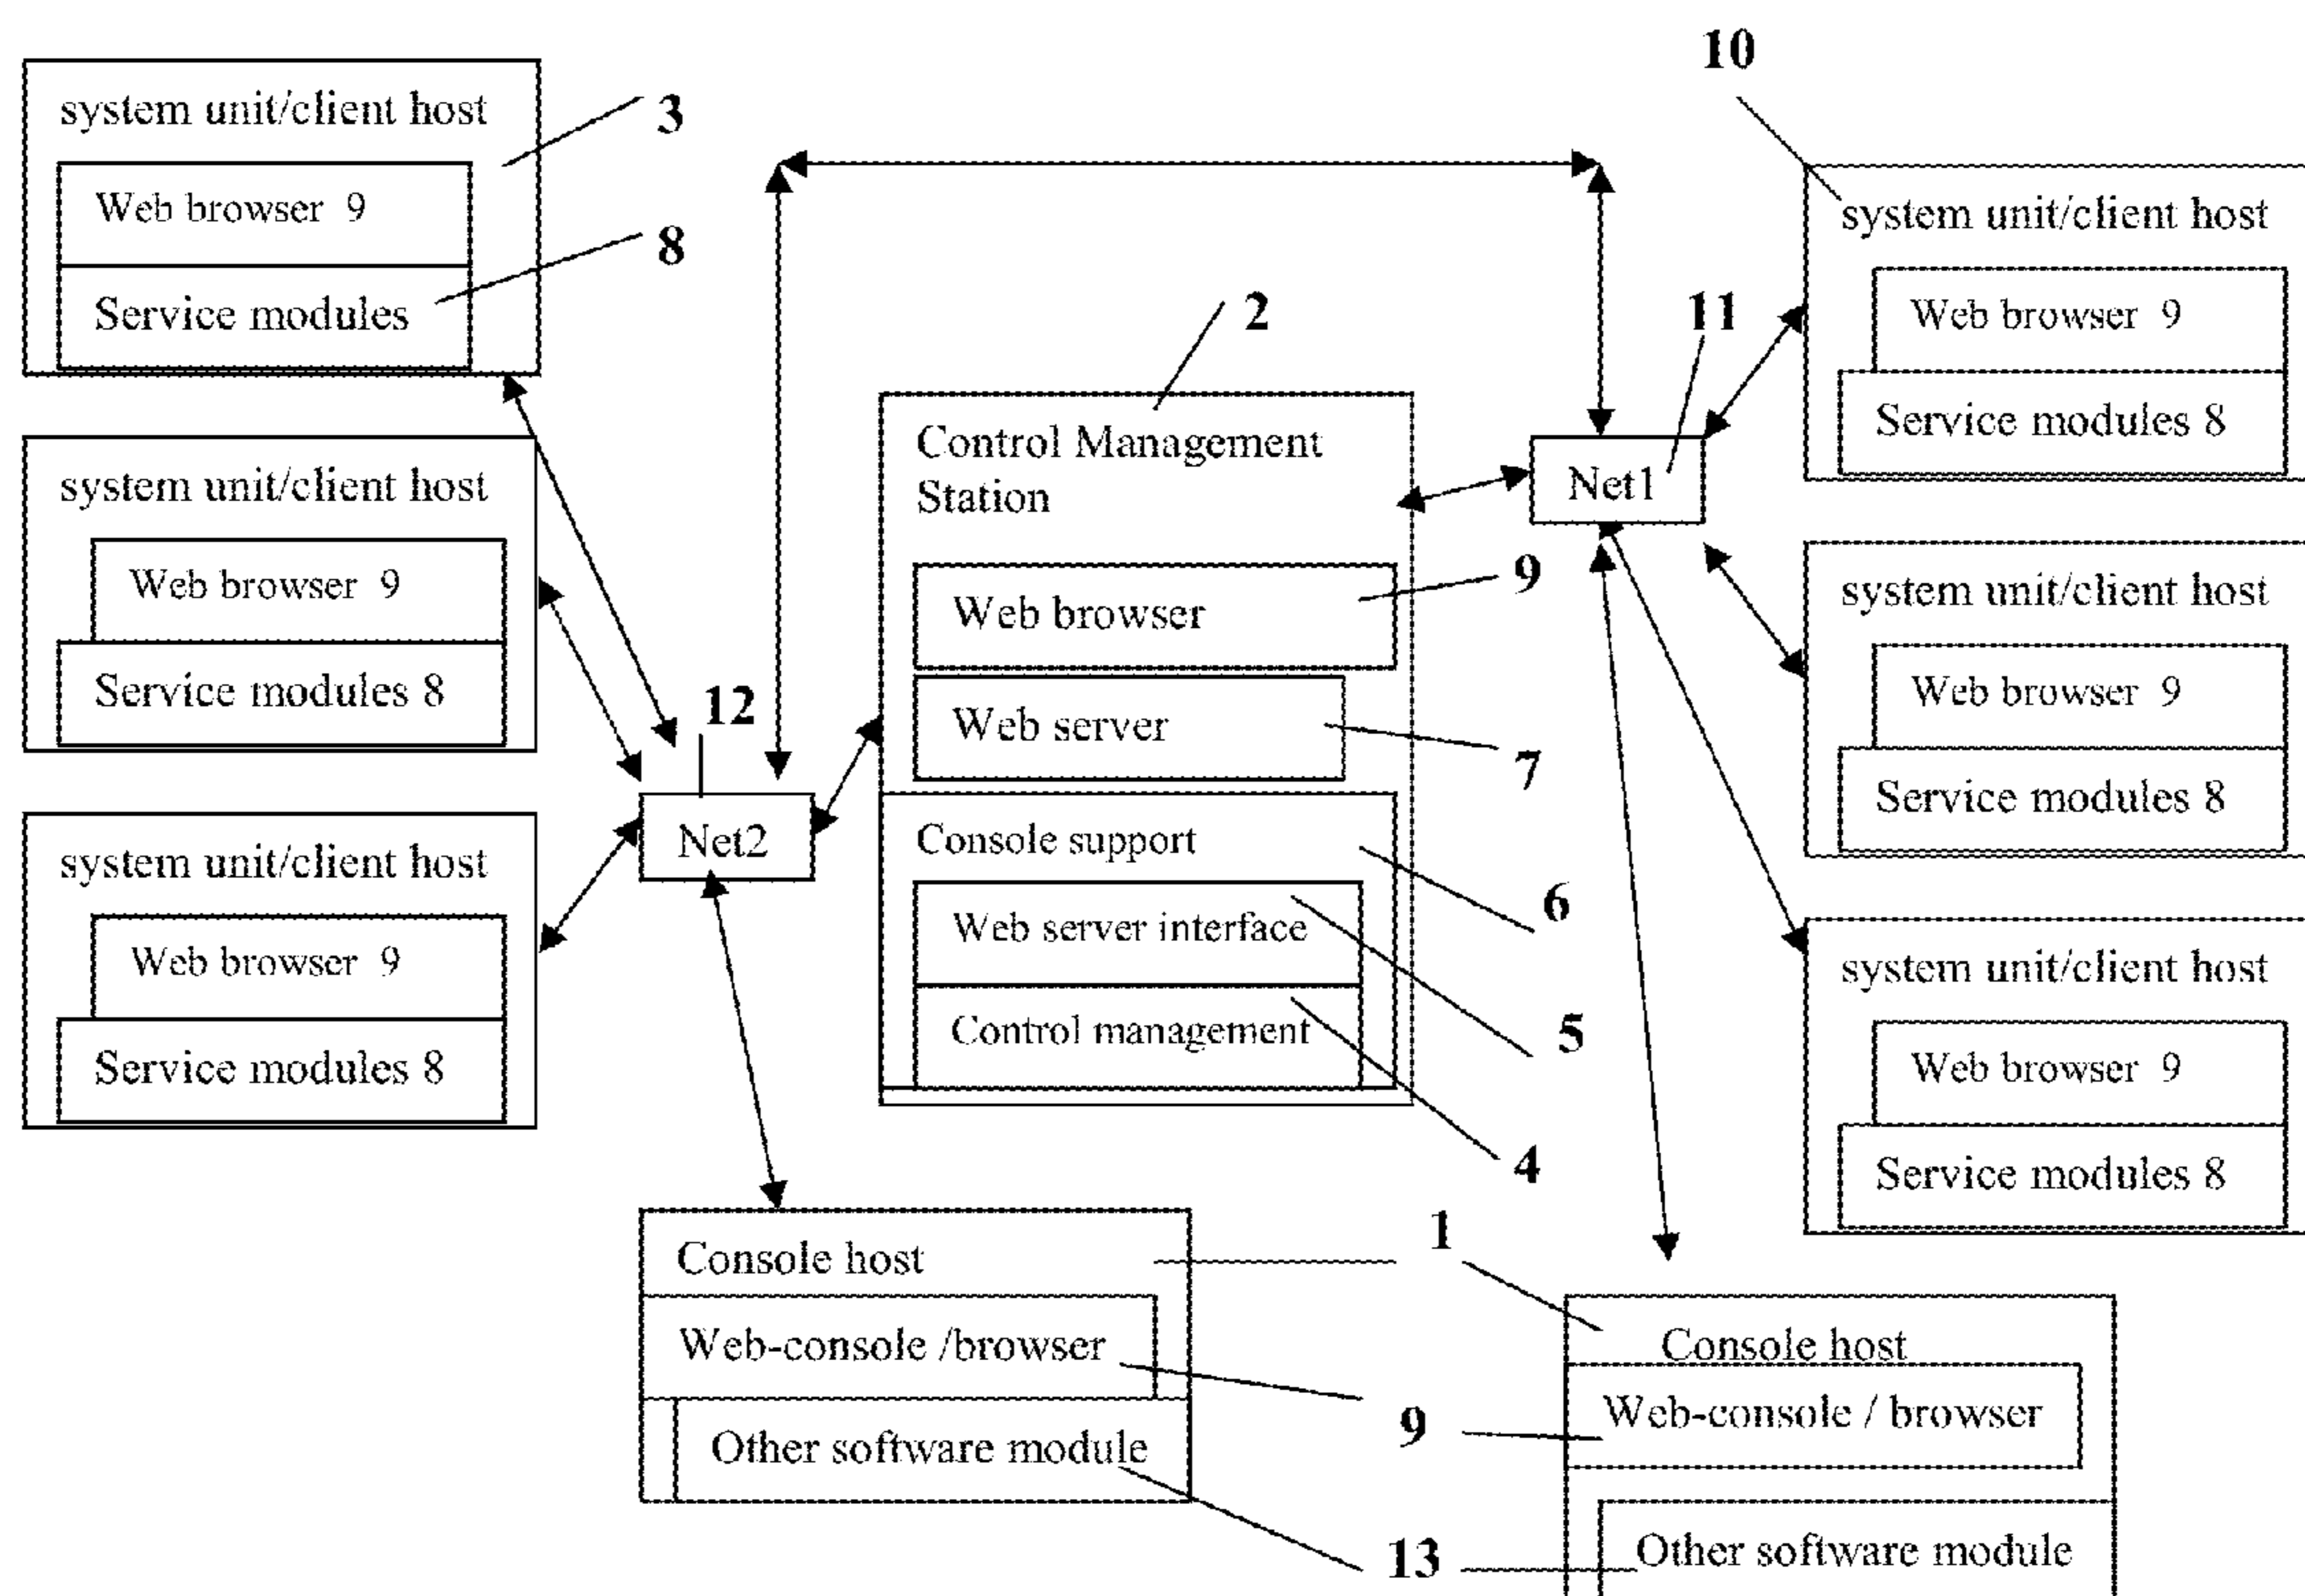 system unit/client host
3
Web browser 9
8
Service modules
system unit/client host
Web browser 9
Service modules 8
system unit/client host
Web browser 9
Service modules 8
12
Net2
2
Control Management
Station
Web browser
9
Web server
7
Console support
6
Web server interface
5
Control management
4
11
Net1
10
system unit/client host
Web browser 9
Service modules 8
system unit/client host
Web browser 9
Service modules 8
system unit/client host
Web browser 9
Service modules 8
Console host
1
Web-console /browser
9
Other software module
13
Console host
Web-console / browser
Other software module